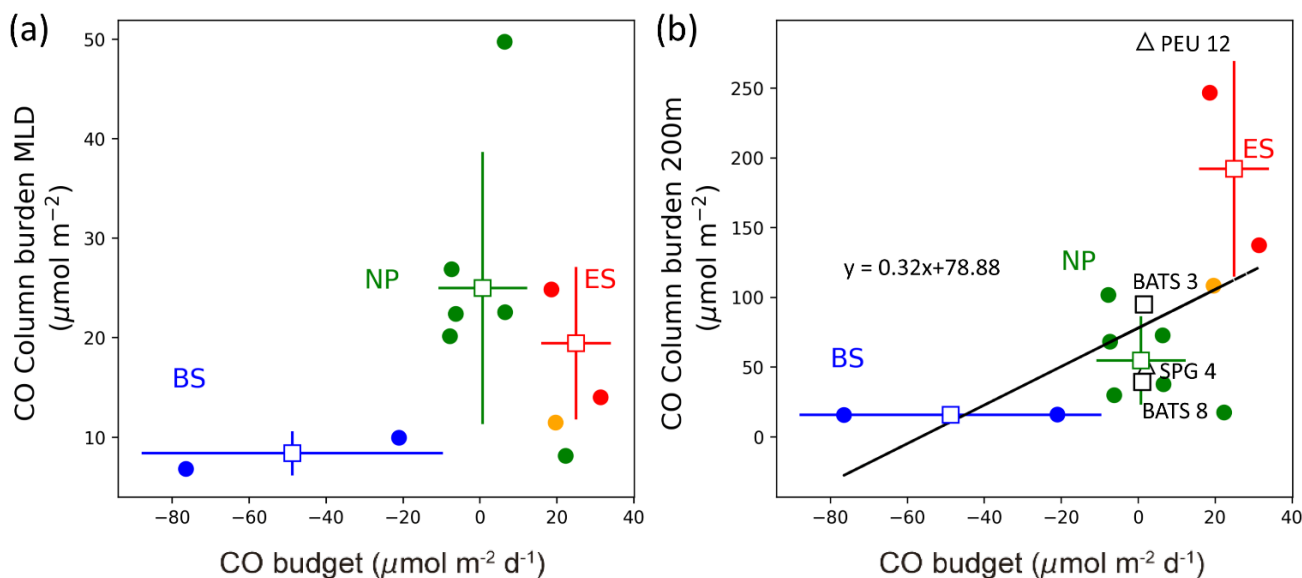 (a)
CO Column burden MLD
(μmol m⁻²)
50
40
30
20
10
NP
ES
BS
−80
−60
−40
−20
0
20
40
CO budget (μmol m⁻² d⁻¹)
(b)
CO Column burden 200m
(μmol m⁻²)
250
200
150
100
50
0
PEU 12
ES
y = 0.32x+78.88
NP
BATS 3
BS
SPG 4
BATS 8
−80
−60
−40
−20
0
20
40
CO budget (μmol m⁻² d⁻¹)